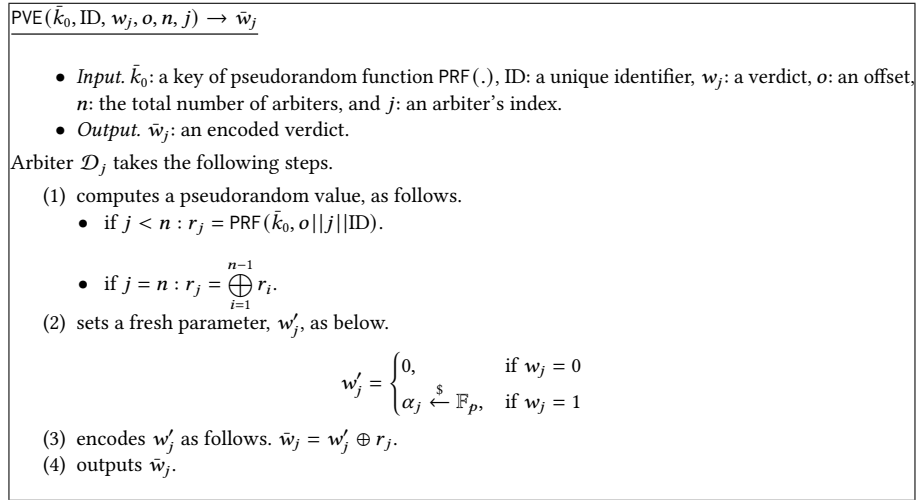 PVE(k̄₀, ID, wⱼ, o, n, j) → w̄ⱼ
• Input. k̄₀: a key of pseudorandom function PRF(.), ID: a unique identifier, wⱼ: a verdict, o: an offset,
n: the total number of arbiters, and j: an arbiter's index.
• Output. w̄ⱼ: an encoded verdict.
Arbiter 𝒟ⱼ takes the following steps.
(1) computes a pseudorandom value, as follows.
• if j < n : rⱼ = PRF(k̄₀, o||j||ID).
• if j = n : rⱼ = ⊕_{i=1}^{n−1} rᵢ.
(2) sets a fresh parameter, w′ⱼ, as below.
w′ⱼ = { 0, if wⱼ = 0
αⱼ ←$ 𝔽ₚ, if wⱼ = 1
(3) encodes w′ⱼ as follows. w̄ⱼ = w′ⱼ ⊕ rⱼ.
(4) outputs w̄ⱼ.